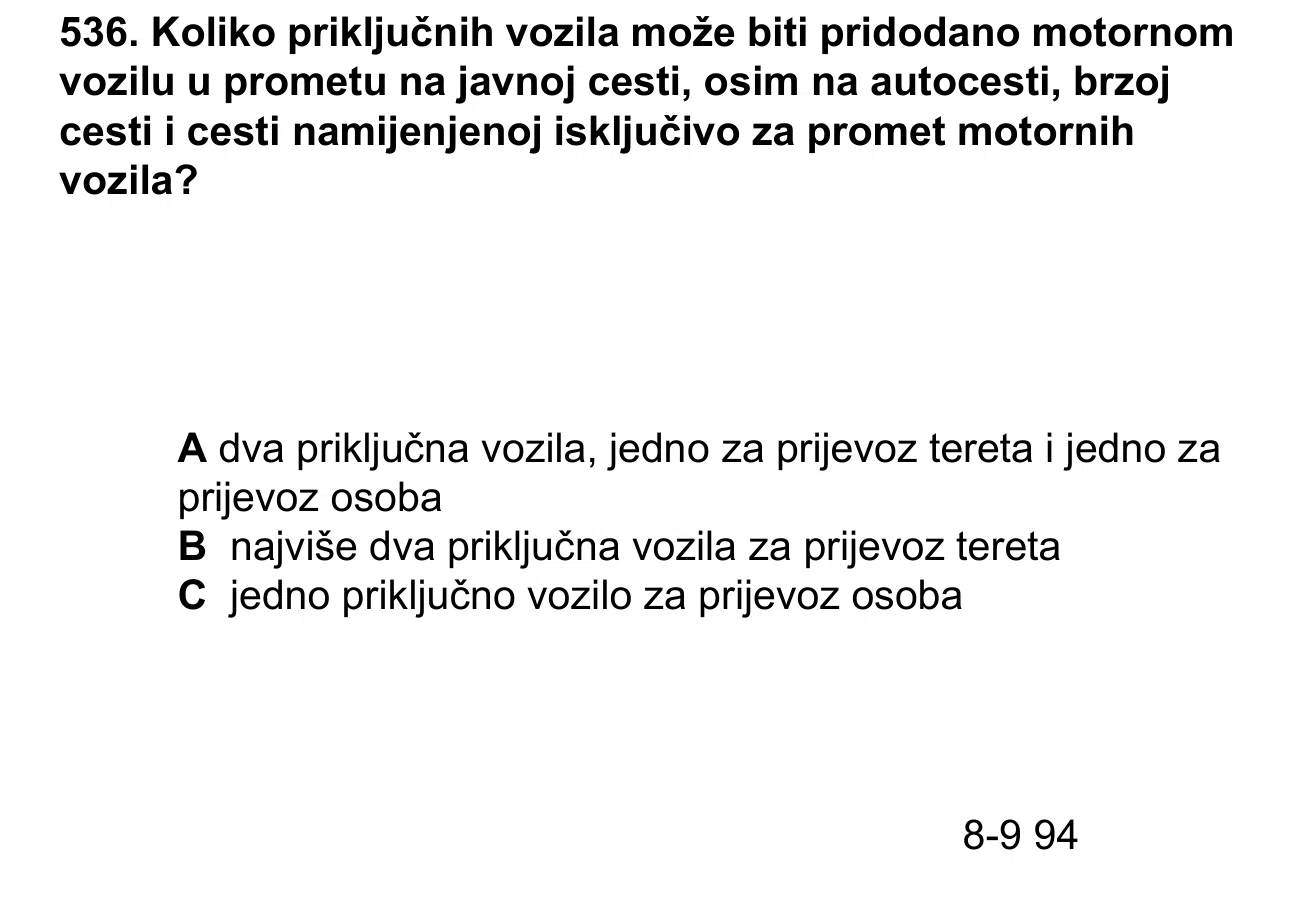 536. Koliko priključnih vozila može biti pridodano motornom
vozilu u prometu na javnoj cesti, osim na autocesti, brzoj
cesti i cesti namijenjenoj isključivo za promet motornih
vozila?
A dva priključna vozila, jedno za prijevoz tereta i jedno za
prijevoz osoba
B najviše dva priključna vozila za prijevoz tereta
C jedno priključno vozilo za prijevoz osoba
8-9 94